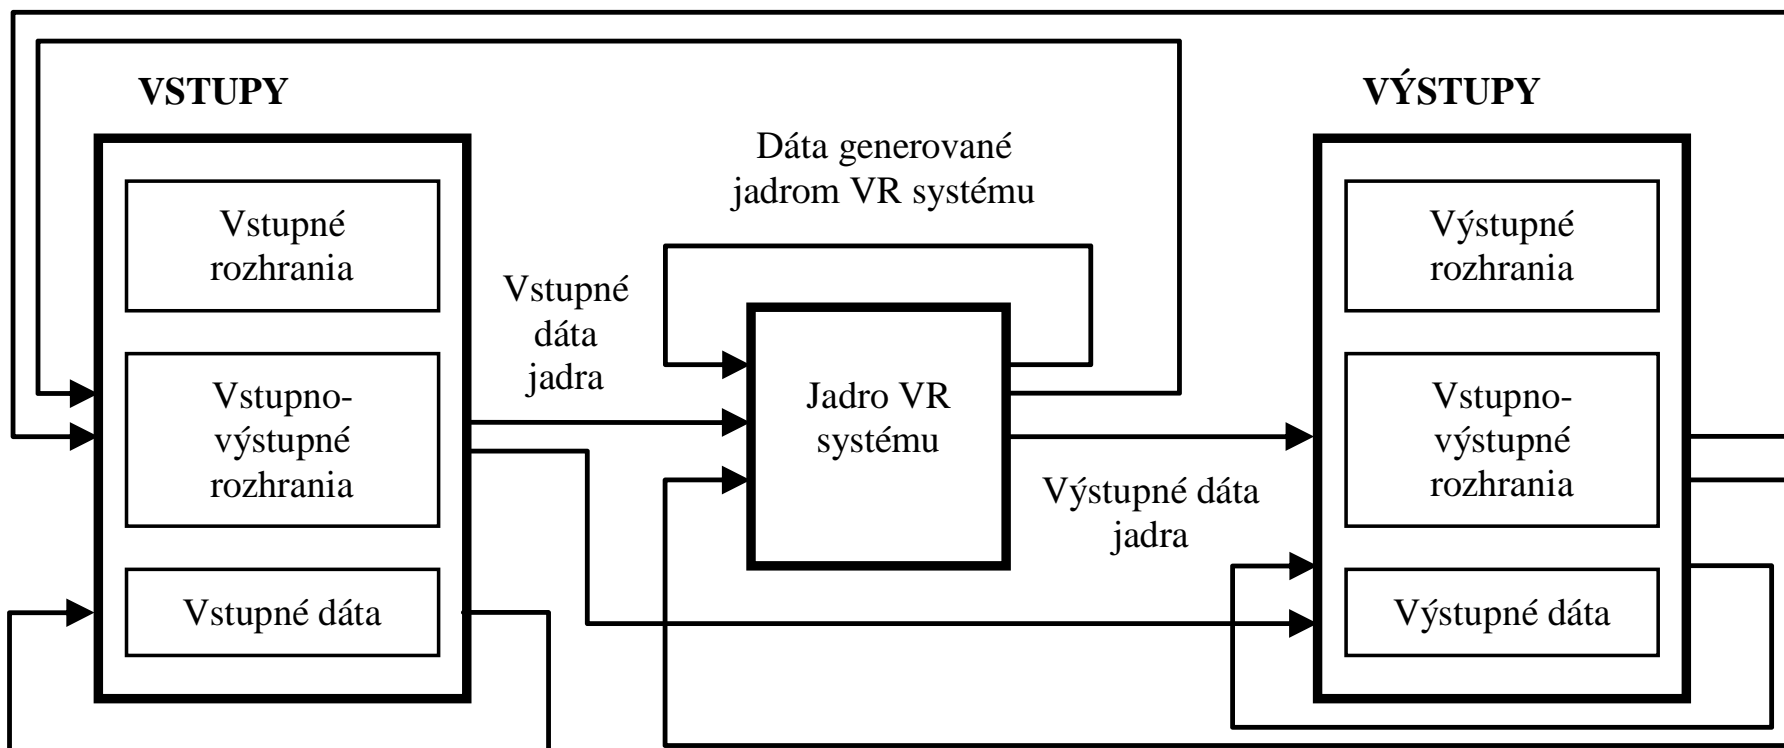 VSTUPY
Vstupné
rozhrania
Vstupno-
výstupné
rozhrania
Vstupné dáta
Vstupné
dáta
jadra
Dáta generované
jadrom VR systému
Jadro VR
systému
Výstupné dáta
jadra
VÝSTUPY
Výstupné
rozhrania
Vstupno-
výstupné
rozhrania
Výstupné dáta